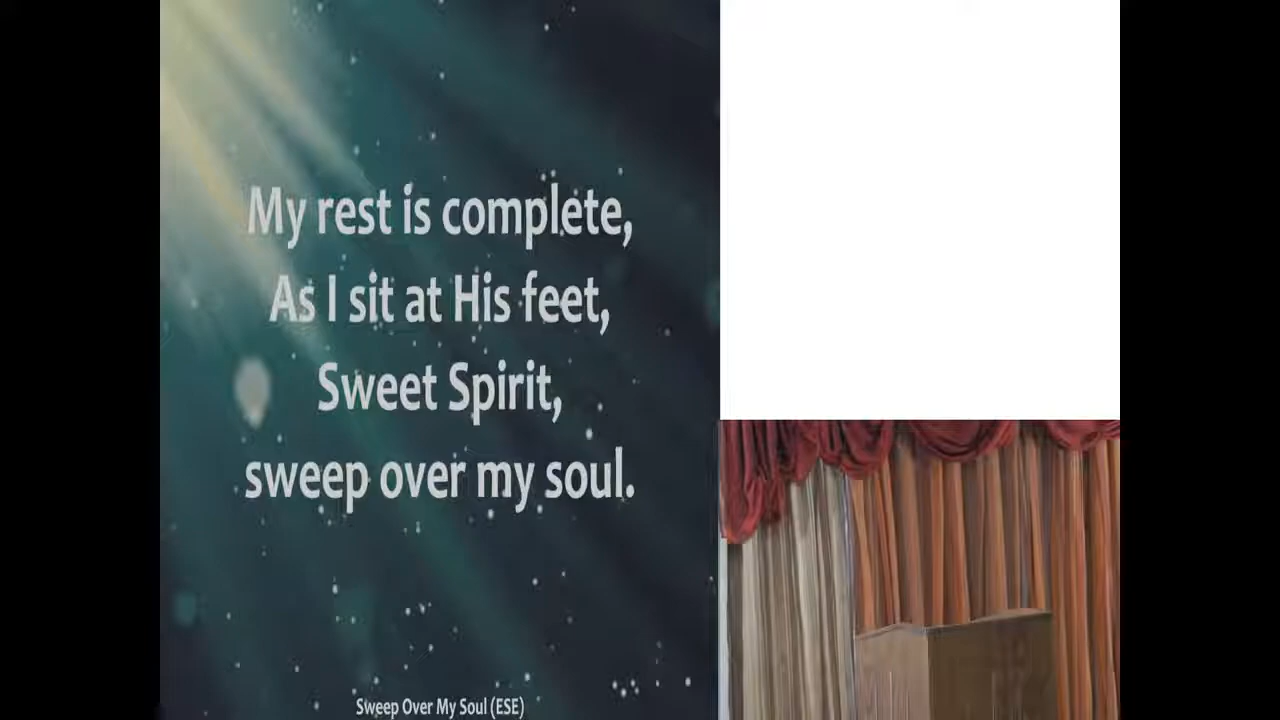 My rest is complete,
As I sit at His feet,
Sweet Spirit,
sweep over my soul.
Sweep Over My Soul (ESE)